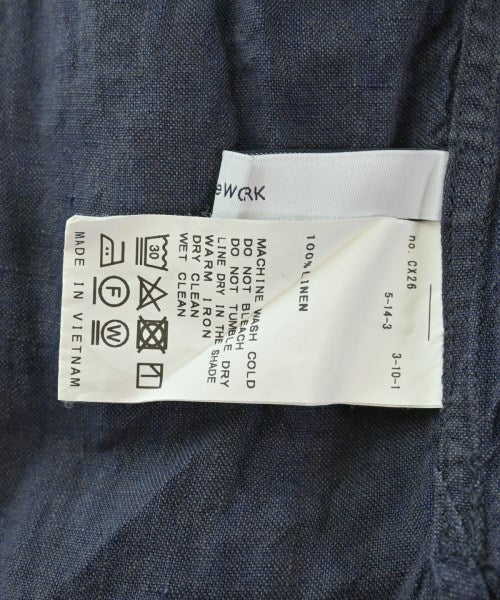 eWORK
no. CX26
5-14-3
3-10-1
100% LINEN
MACHINE WASH COLD
DO NOT BLEACH
DO NOT TUMBLE DRY
LINE DRY IN THE SHADE
WARM IRON
DRY CLEAN
WET CLEAN
30
F
W
MADE IN VIETNAM